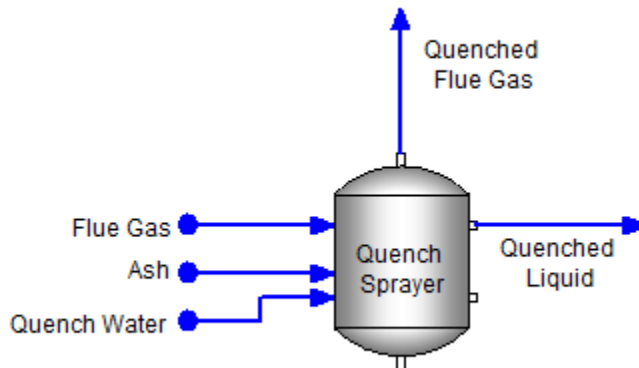 Quenched
Flue Gas
Flue Gas
Ash
Quench Water
Quench
Sprayer
Quenched
Liquid